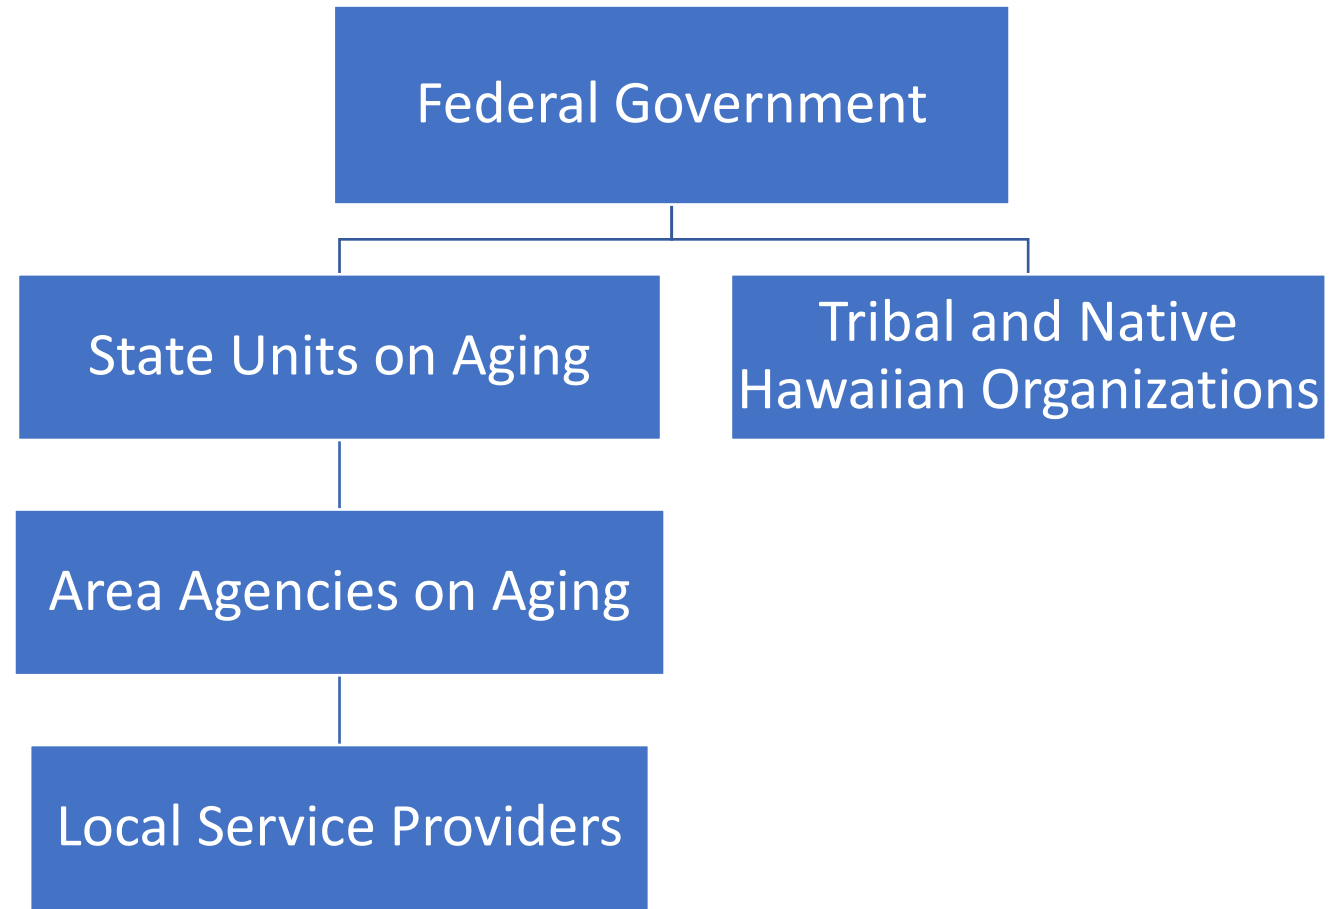 Federal Government
State Units on Aging
Tribal and Native
Hawaiian Organizations
Area Agencies on Aging
Local Service Providers